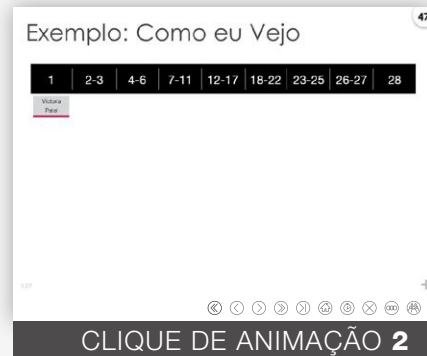 47
Exemplo: Como eu Vejo
1 2-3 4-6 7-11 12-17 18-22 23-25 26-27 28
Victoria
CLIQUE DE ANIMAÇÃO 2